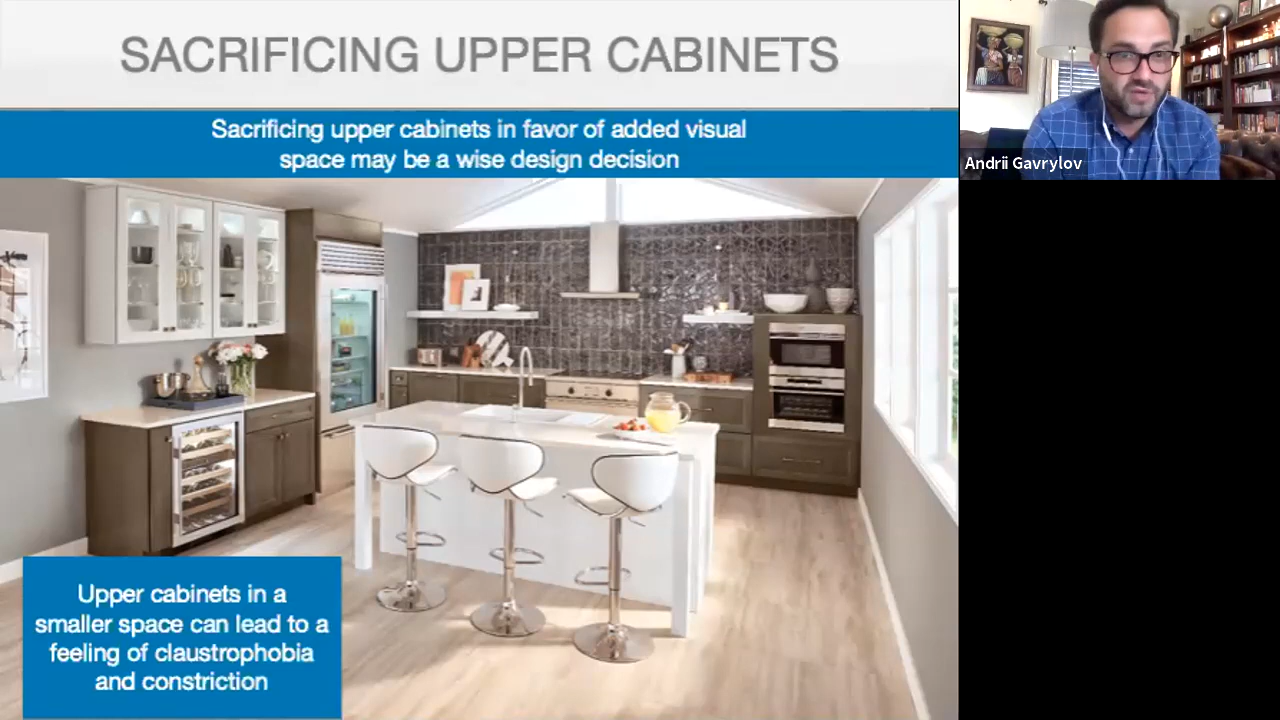 SACRIFICING UPPER CABINETS
Sacrificing upper cabinets in favor of added visual
space may be a wise design decision
Andrii Gavrylov
Upper cabinets in a
smaller space can lead to a
feeling of claustrophobia
and constriction